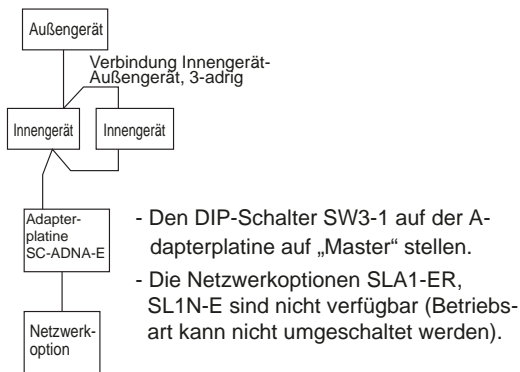 Außengerät
Verbindung Innengerät-
Außengerät, 3-adrig
Innengerät
Innengerät
Adapter-
platine
SC-ADNA-E
- Den DIP-Schalter SW3-1 auf der A-
dapterplatine auf „Master“ stellen.
- Die Netzwerkoptionen SLA1-ER,
SL1N-E sind nicht verfügbar (Betriebs-
art kann nicht umgeschaltet werden).
Netzwerk-
option